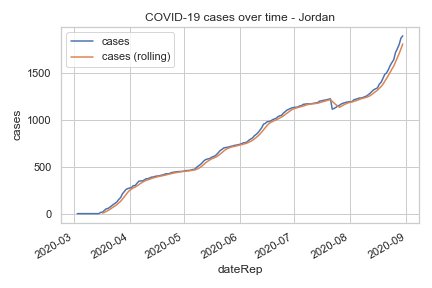 COVID-19 cases over time - Jordan
cases
cases (rolling)
1500
1000
500
0
cases
2020-03
2020-04
2020-05
2020-06
2020-07
2020-08
2020-09
dateRep